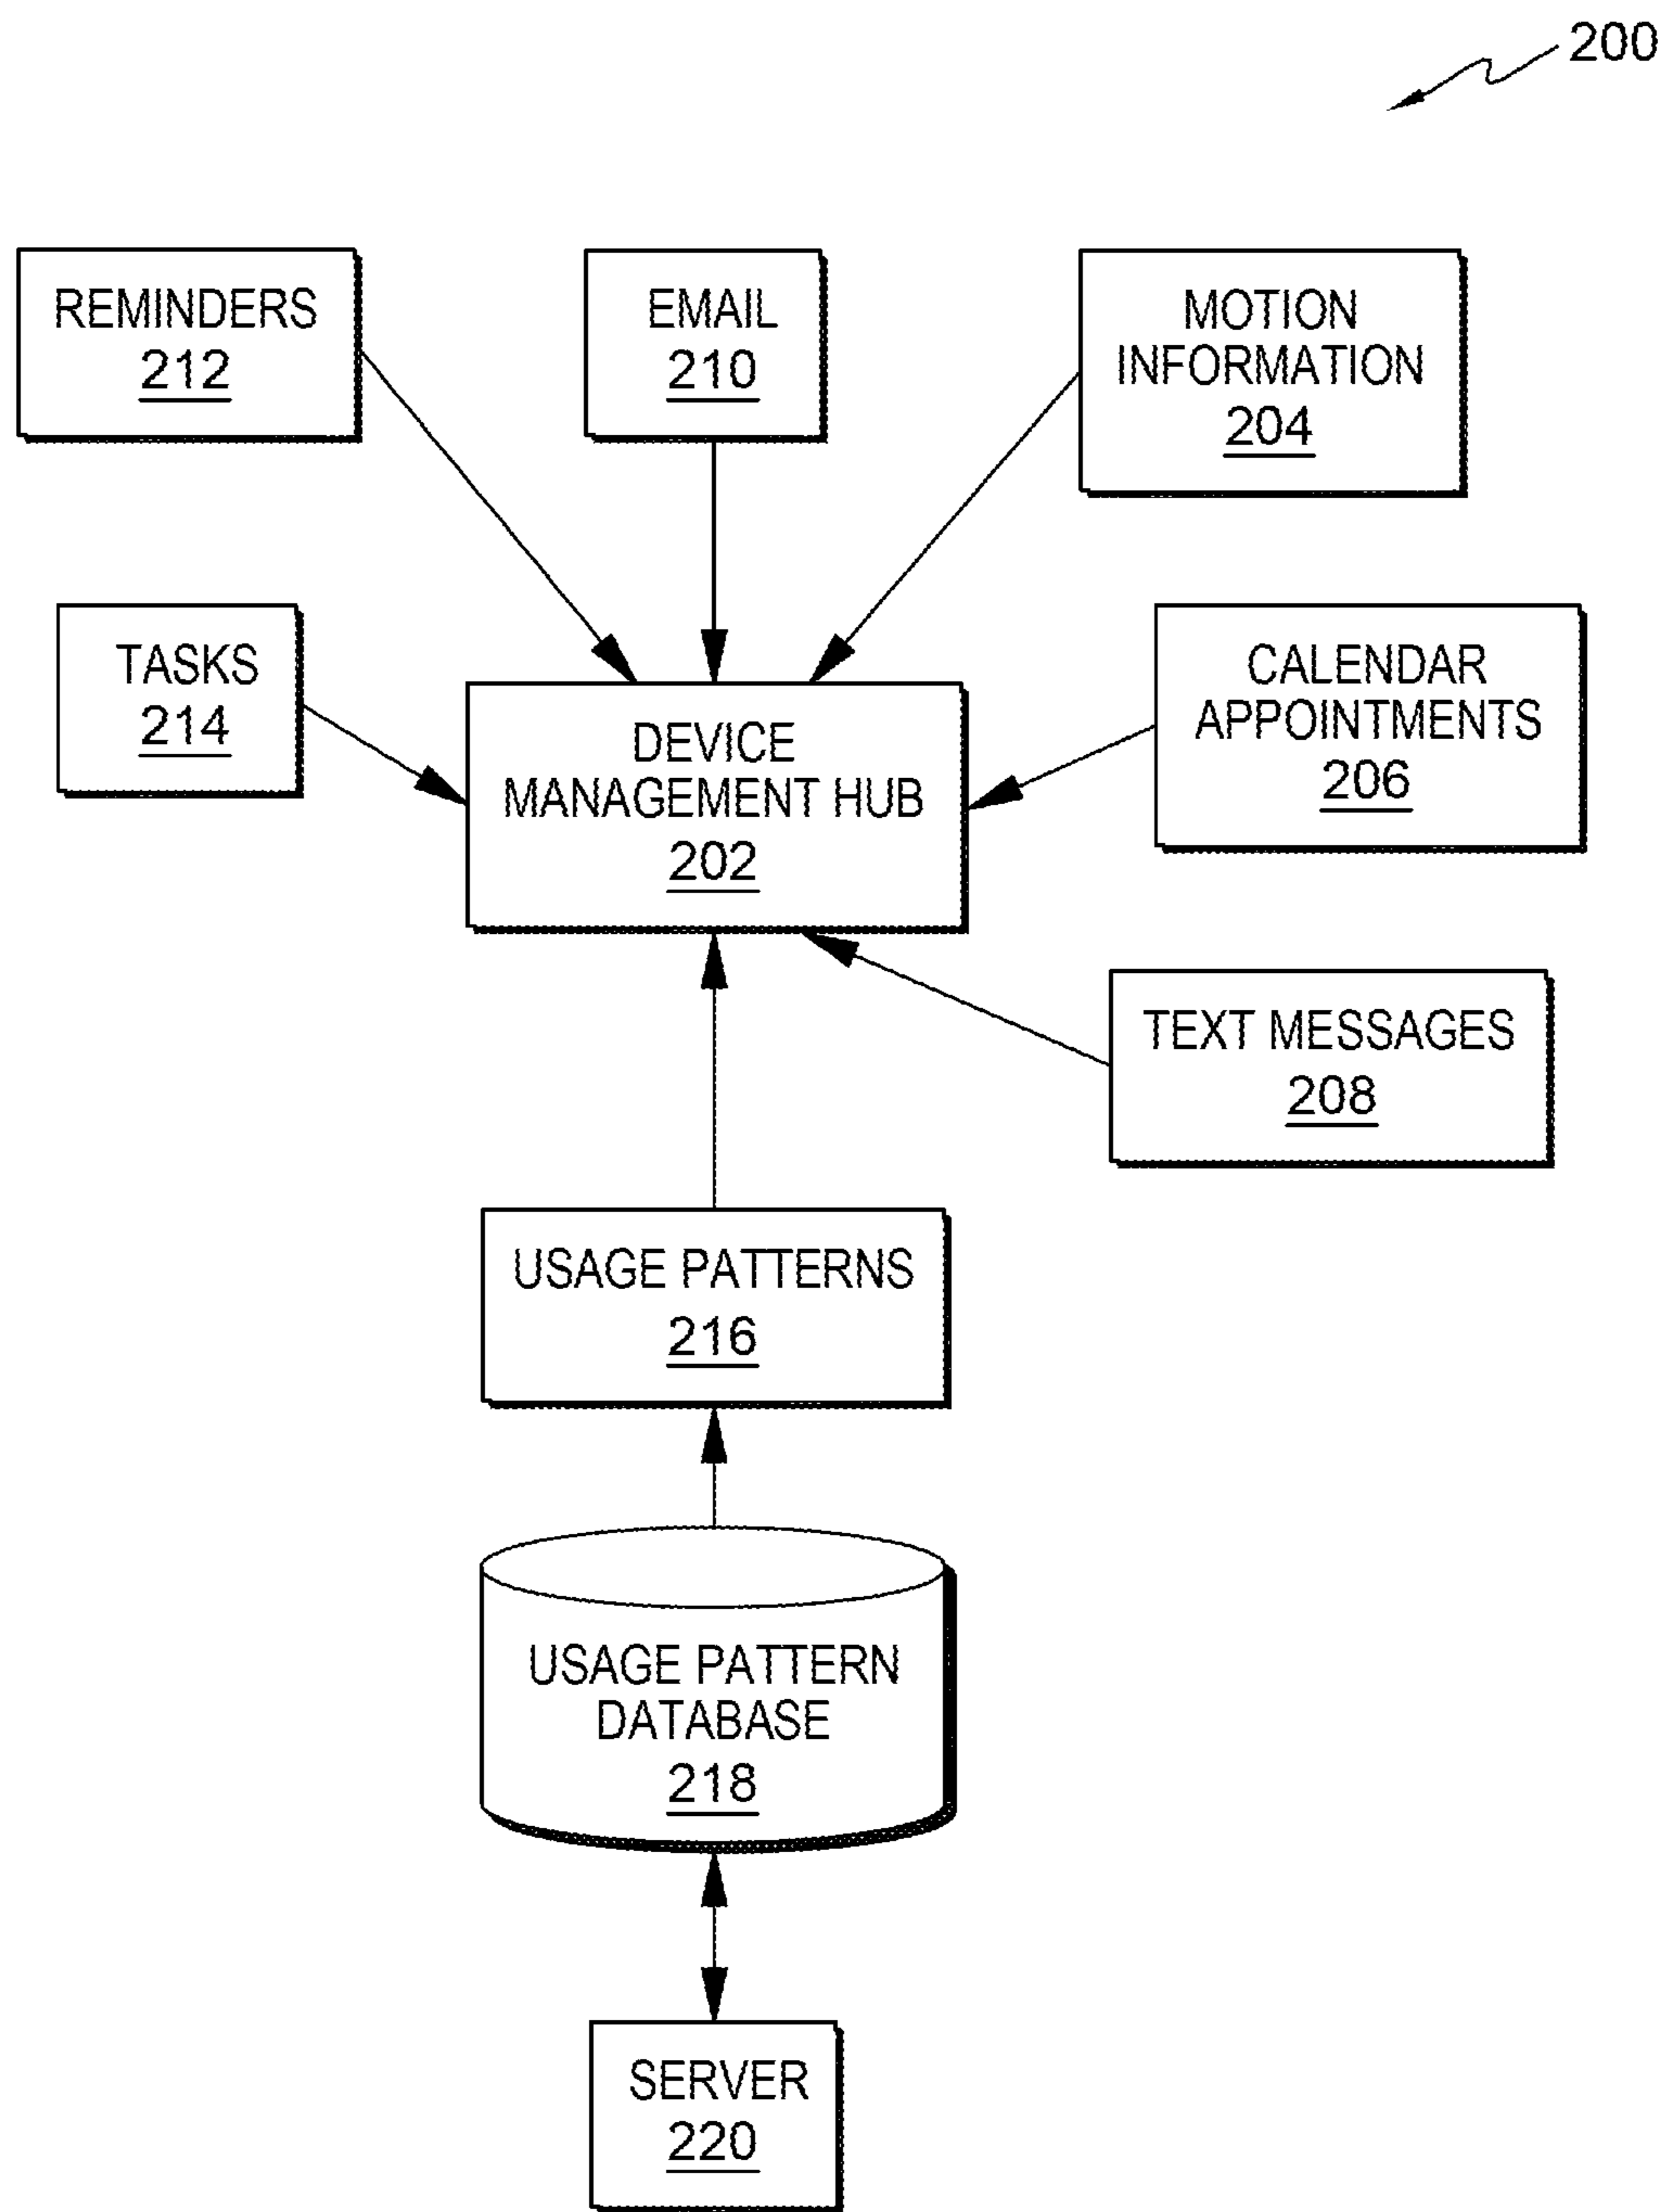 200
REMINDERS
212
EMAIL
210
MOTION
INFORMATION
204
TASKS
214
DEVICE
MANAGEMENT HUB
202
CALENDAR
APPOINTMENTS
206
TEXT MESSAGES
208
USAGE PATTERNS
216
USAGE PATTERN
DATABASE
218
SERVER
220